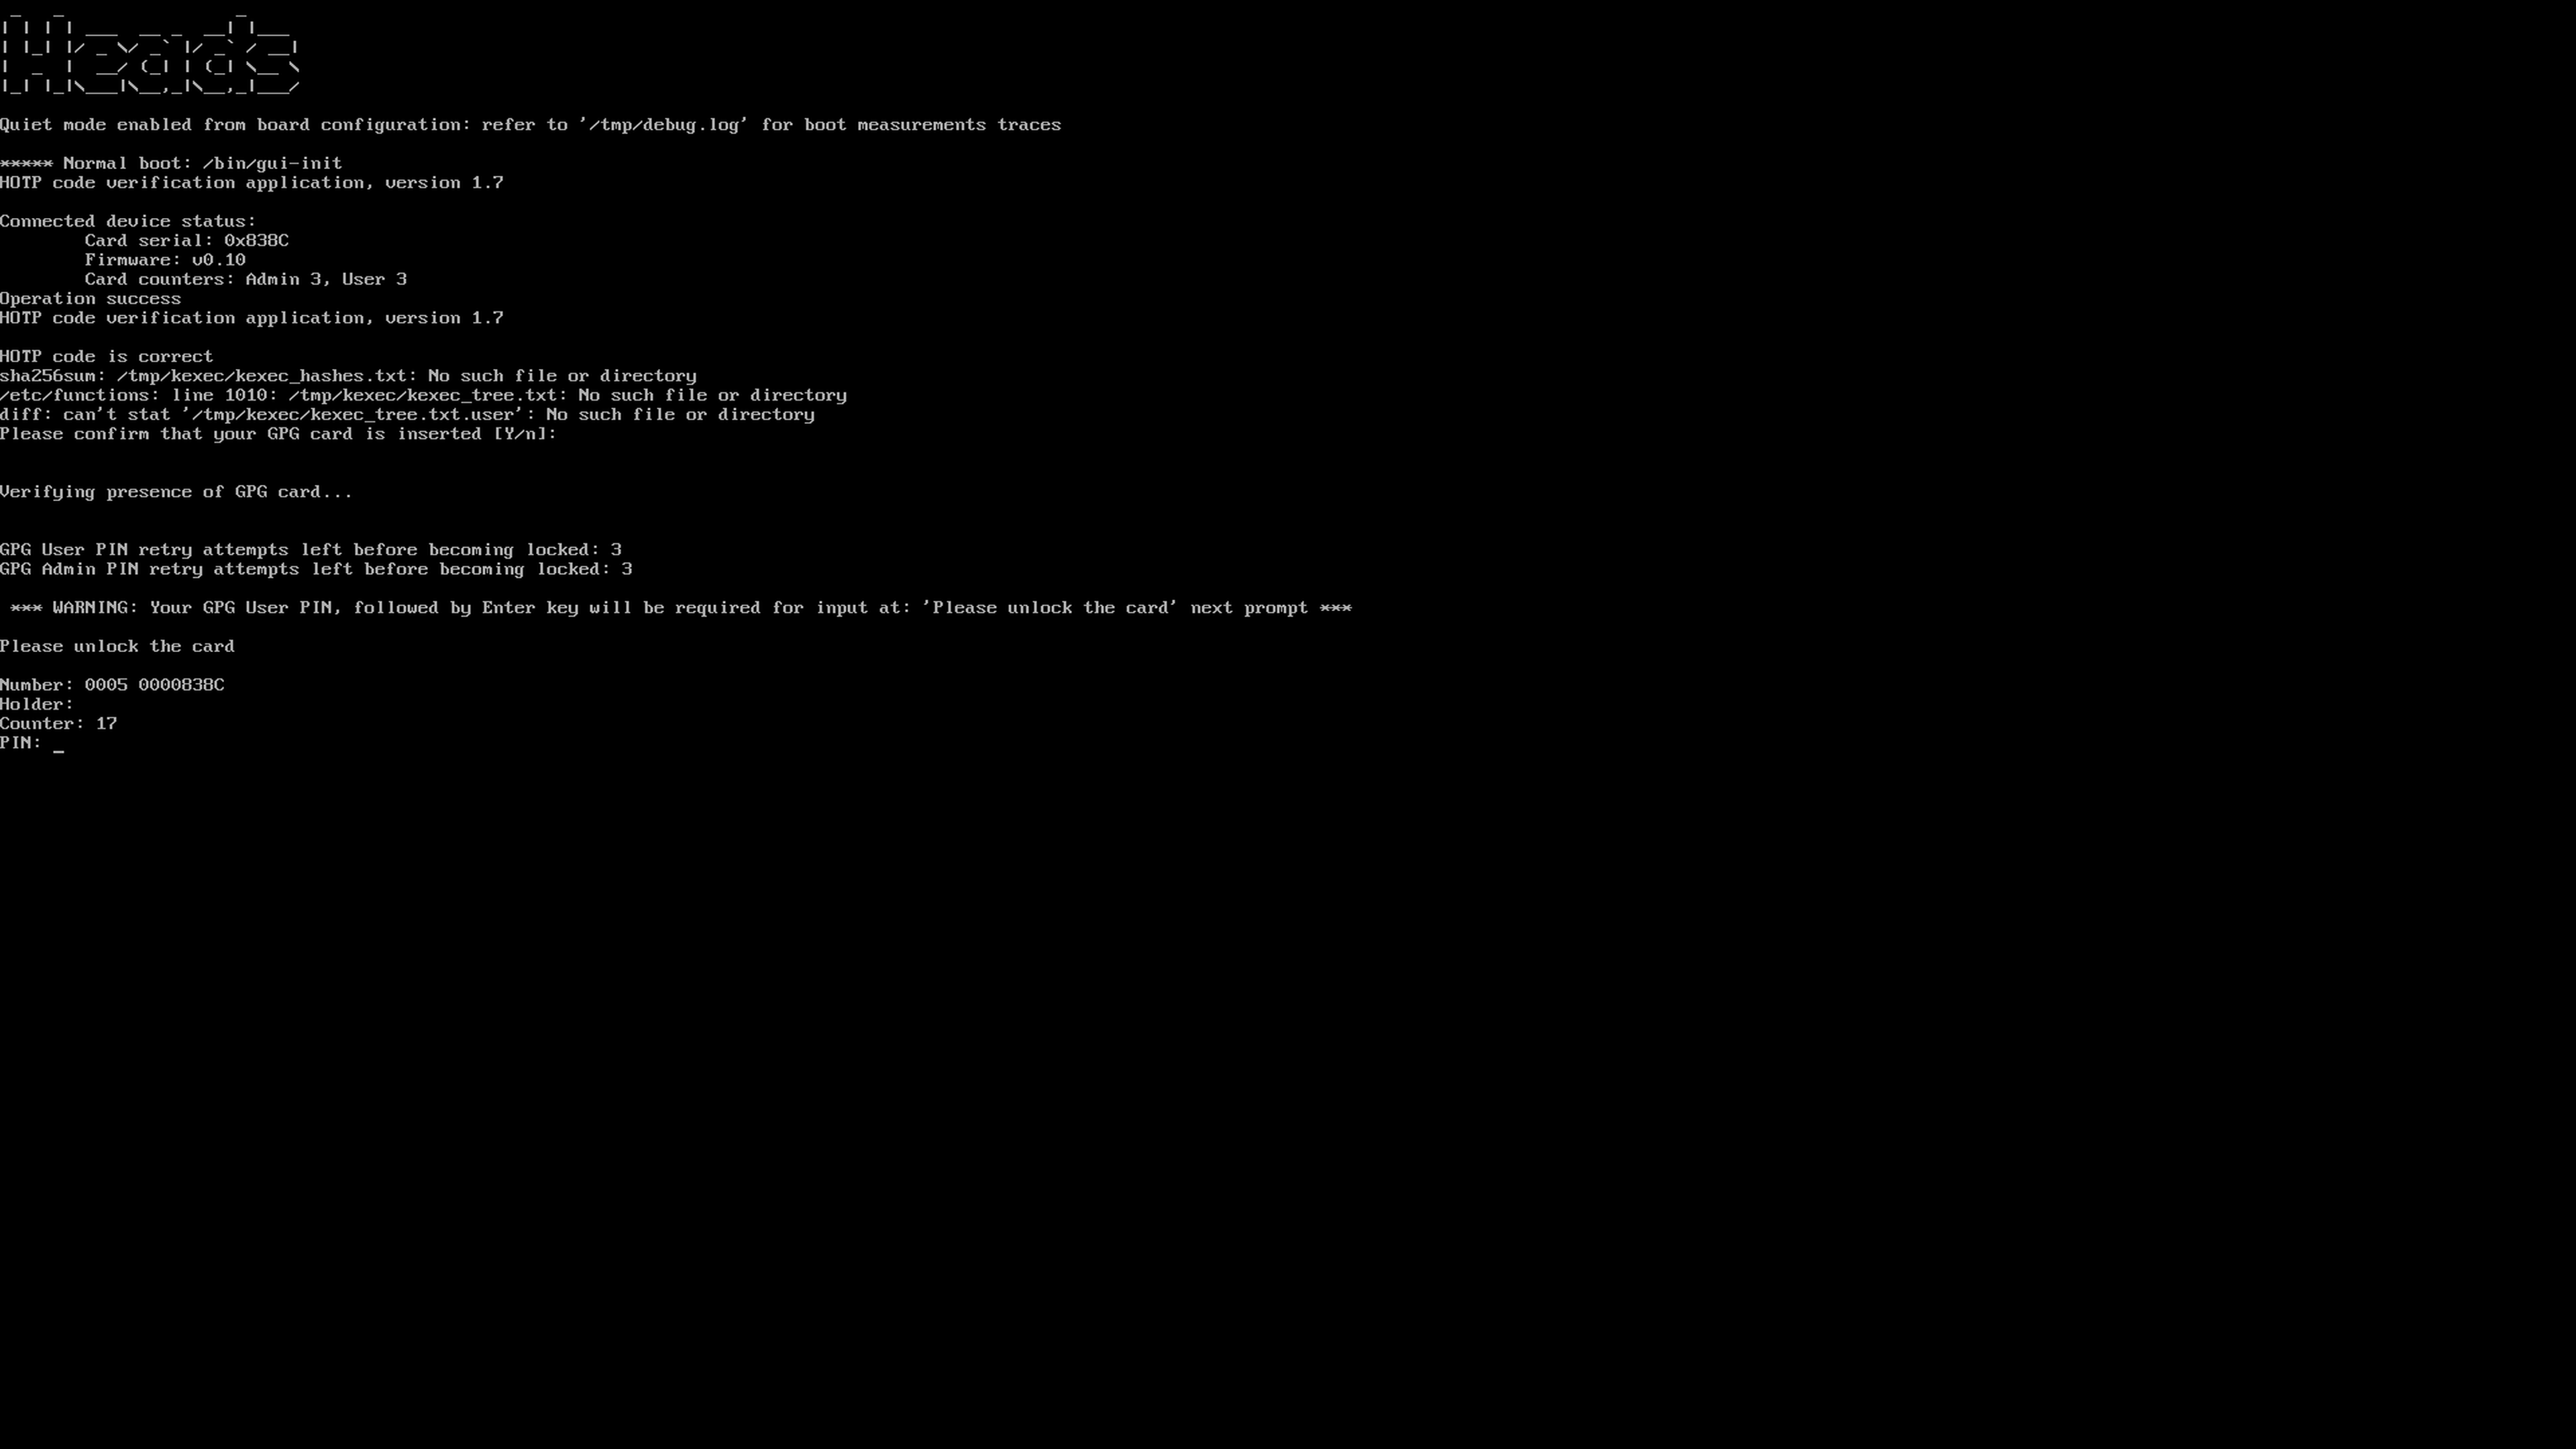 Heads
Quiet mode enabled from board configuration: refer to '/tmp/debug.log' for boot measurements traces
***** Normal boot: /bin/gui-init
HOTP code verification application, version 1.7
Connected device status:
Card serial: 0x838C
Firmware: v0.10
Card counters: Admin 3, User 3
Operation success
HOTP code verification application, version 1.7
HOTP code is correct
sha256sum: /tmp/kexec/kexec_hashes.txt: No such file or directory
/etc/functions: line 1010: /tmp/kexec/kexec_tree.txt: No such file or directory
diff: can't stat '/tmp/kexec/kexec_tree.txt.user': No such file or directory
Please confirm that your GPG card is inserted [Y/n]:
Verifying presence of GPG card...
GPG User PIN retry attempts left before becoming locked: 3
GPG Admin PIN retry attempts left before becoming locked: 3
*** WARNING: Your GPG User PIN, followed by Enter key will be required for input at: 'Please unlock the card' next prompt ***
Please unlock the card
Number: 0005 0000838C
Holder:
Counter: 17
PIN: _